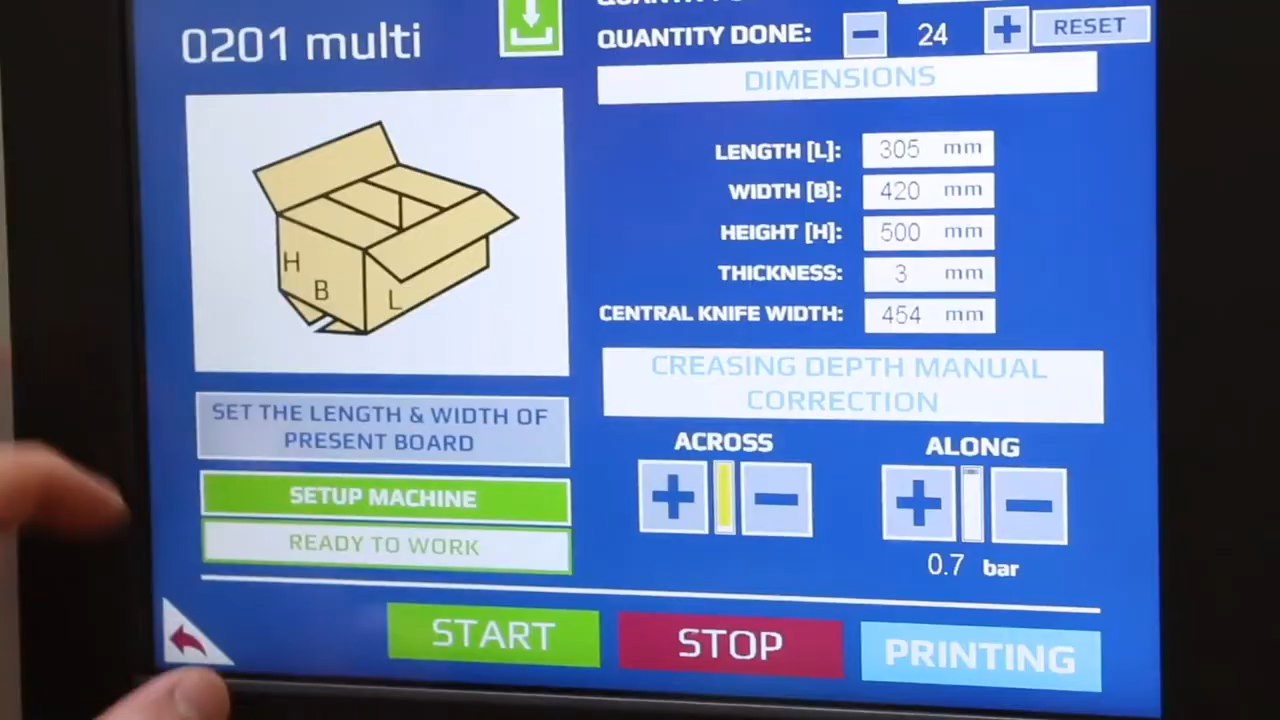 0201 multi
QUANTITY DONE: 24 RESET
DIMENSIONS
LENGTH [L]: 305 mm
WIDTH [B]: 420 mm
HEIGHT [H]: 500 mm
THICKNESS: 3 mm
CENTRAL KNIFE WIDTH: 454 mm
H
B
L
CREASING DEPTH MANUAL
CORRECTION
SET THE LENGTH & WIDTH OF
PRESENT BOARD
ACROSS
ALONG
SETUP MACHINE
READY TO WORK
0.7 bar
START
STOP
PRINTING